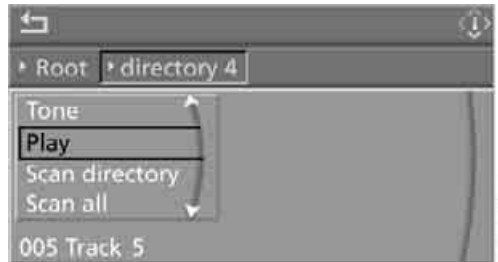 Root directory 4
Tone
Play
Scan directory
Scan all
005 Track 5